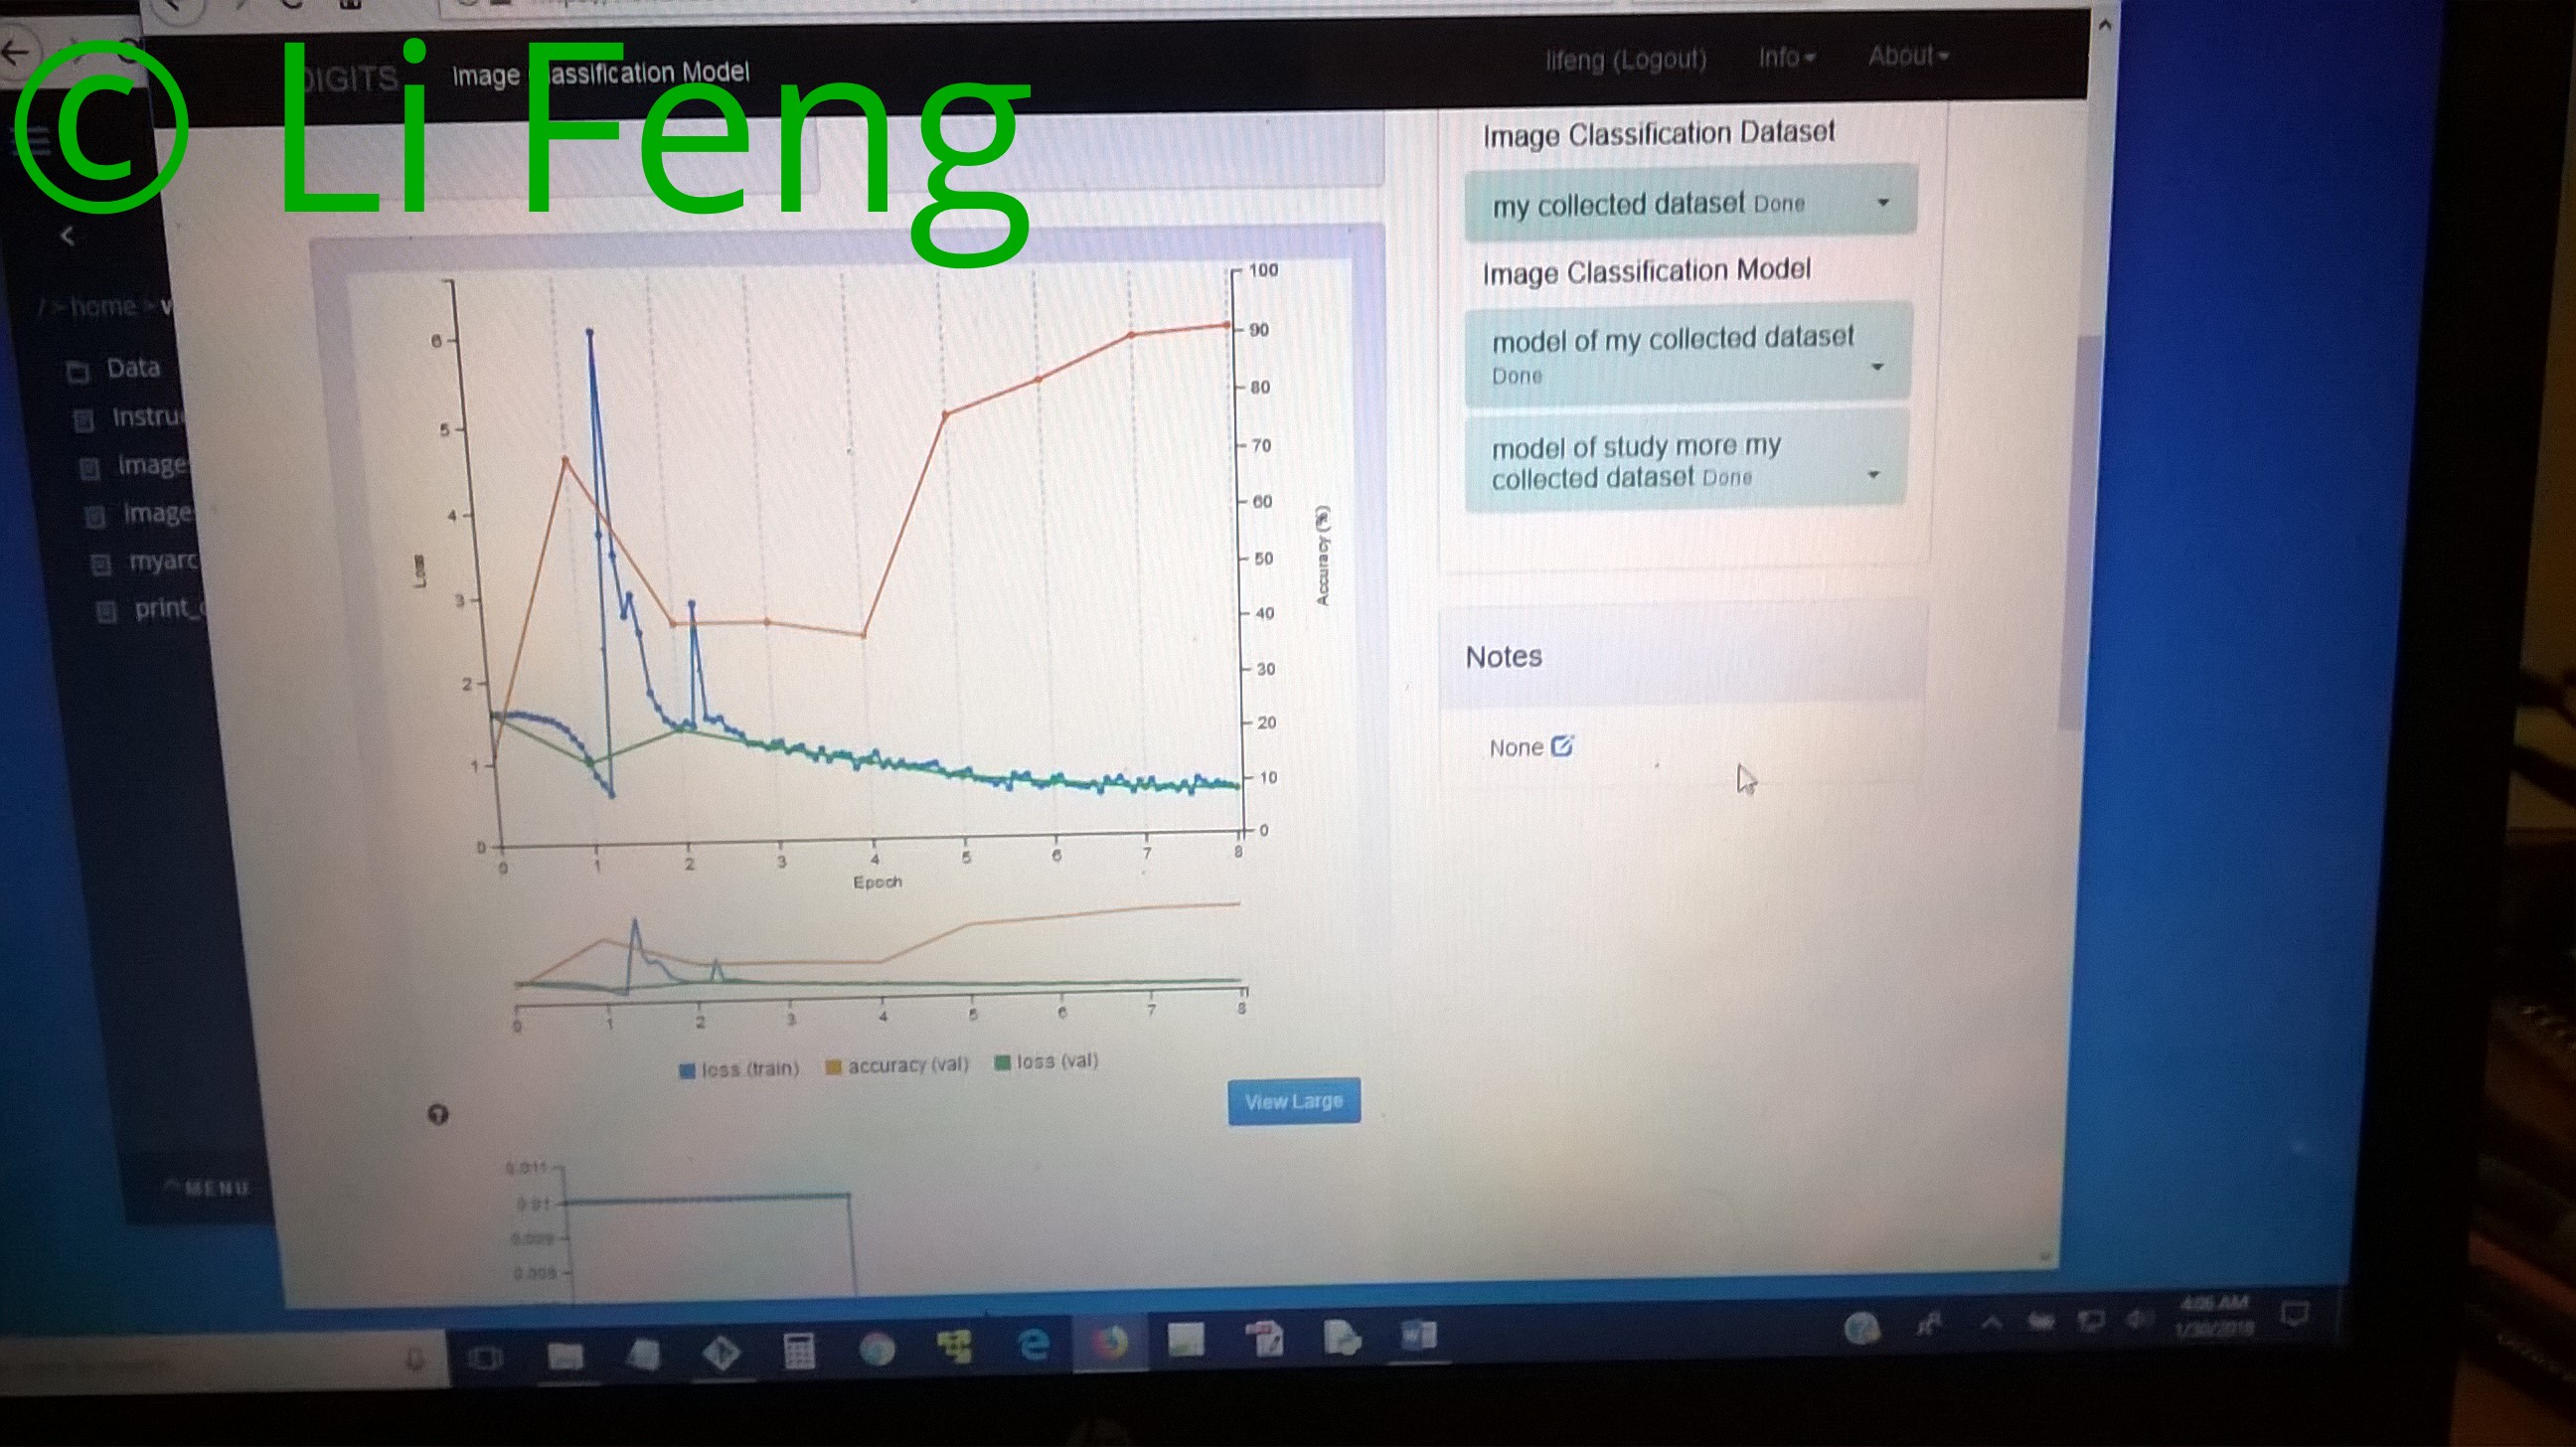 © Li Feng
DIGITS Image Classification Model lifeng (Logout) Info About
/ > home >
Data
Instru
image
image
myarc
print_
MENU
Image Classification Dataset
my collected dataset Done
Image Classification Model
model of my collected dataset
Done
model of study more my
collected dataset Done
Notes
None
Loss
6
5
4
3
2
1
0
Accuracy (%)
100
90
80
70
60
50
40
30
20
10
0
0 1 2 3 4 5 6 7 8
Epoch
0 1 2 3 4 5 6 7 8
loss (train) accuracy (val) loss (val)
View Large
0.011
0.01
0.009
0.008
4:06 AM
1/30/2018